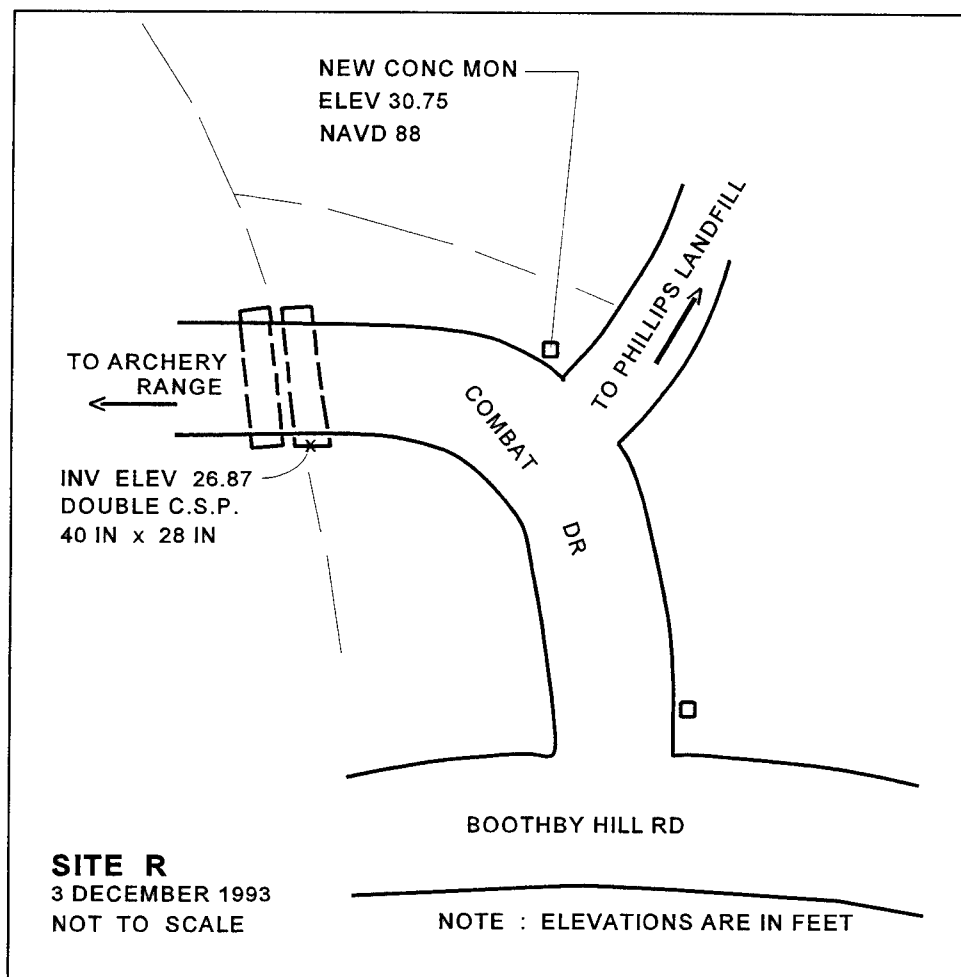 NEW CONC MON
ELEV 30.75
NAVD 88
TO PHILLIPS LANDFILL
TO ARCHERY
RANGE
COMBAT
DR
INV ELEV 26.87
DOUBLE C.S.P.
40 IN x 28 IN
BOOTHBY HILL RD
SITE R
3 DECEMBER 1993
NOT TO SCALE
NOTE : ELEVATIONS ARE IN FEET